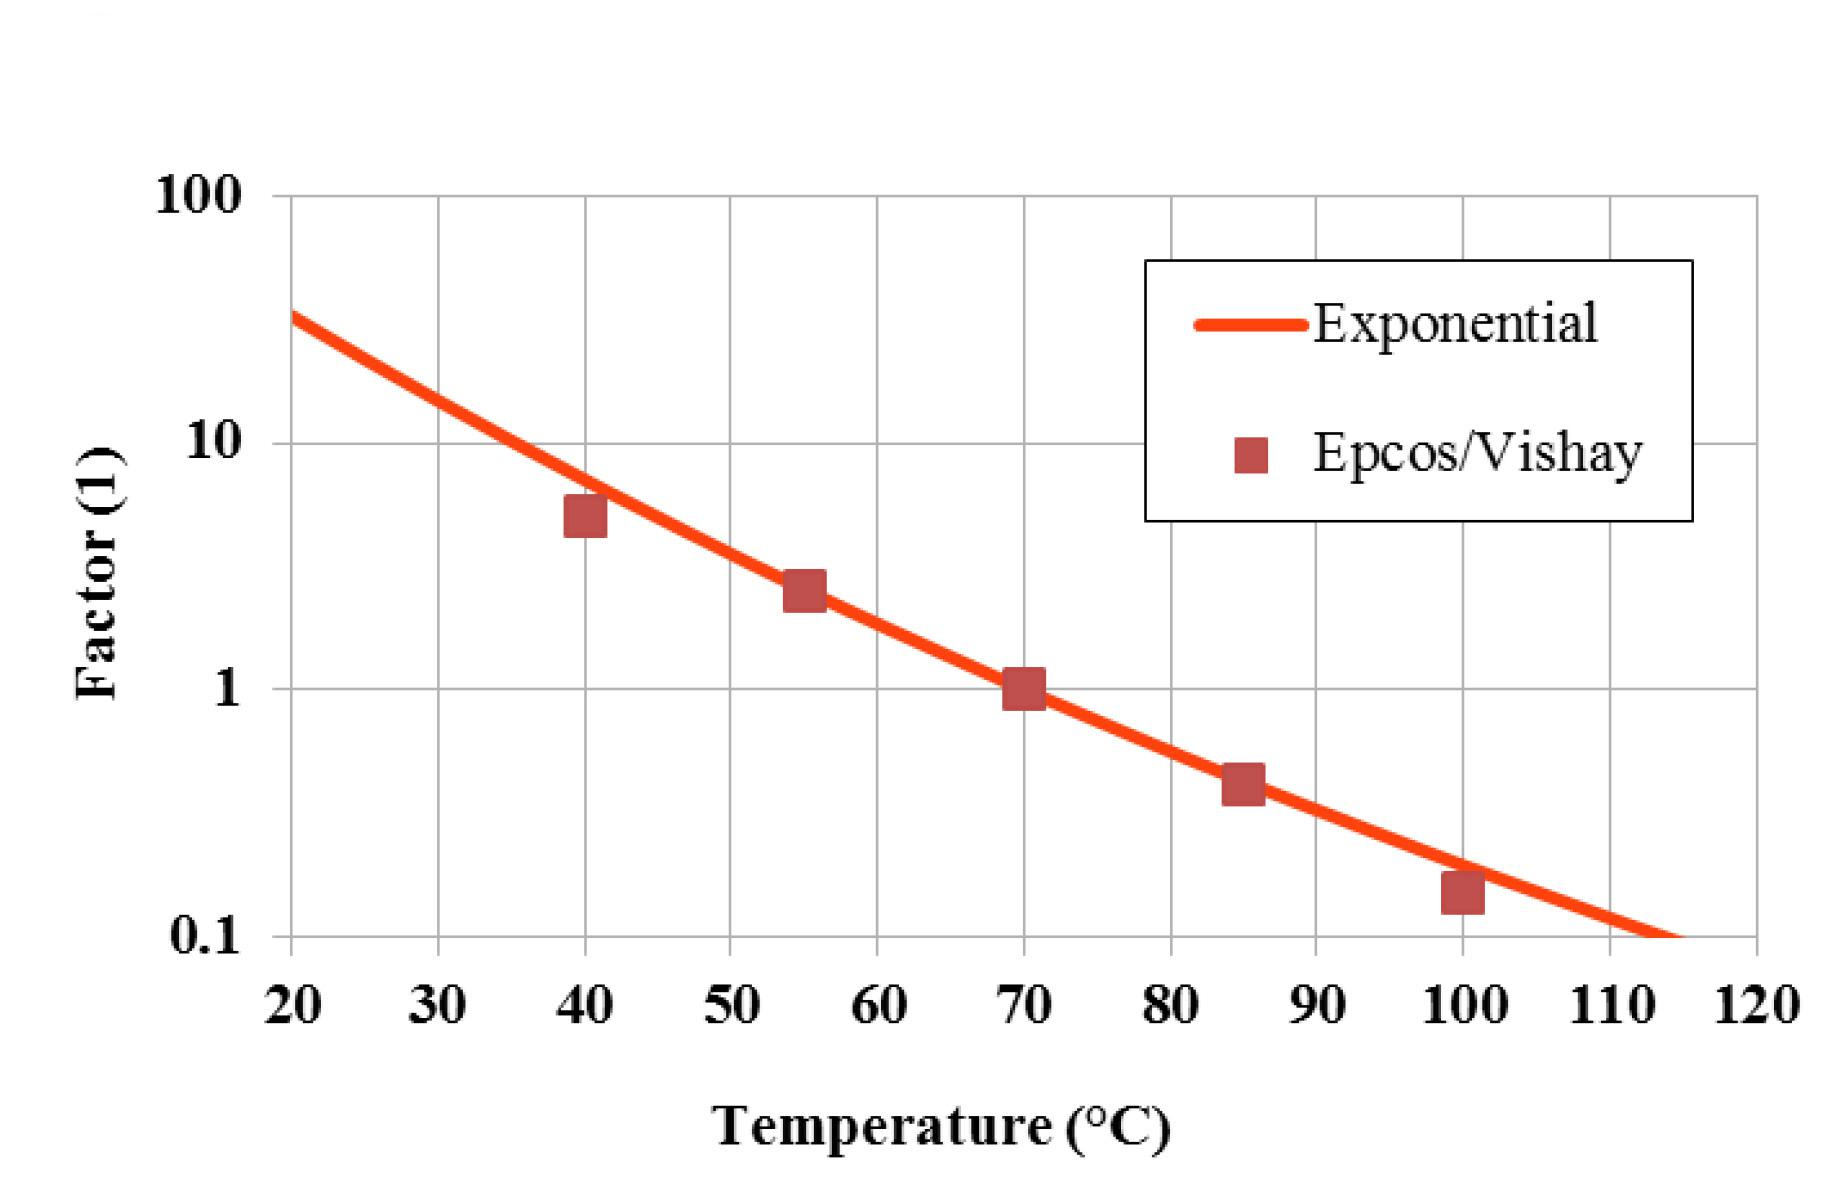 100
10
1
0.1
Factor (1)
Exponential
Epcos/Vishay
20 30 40 50 60 70 80 90 100 110 120
Temperature (°C)